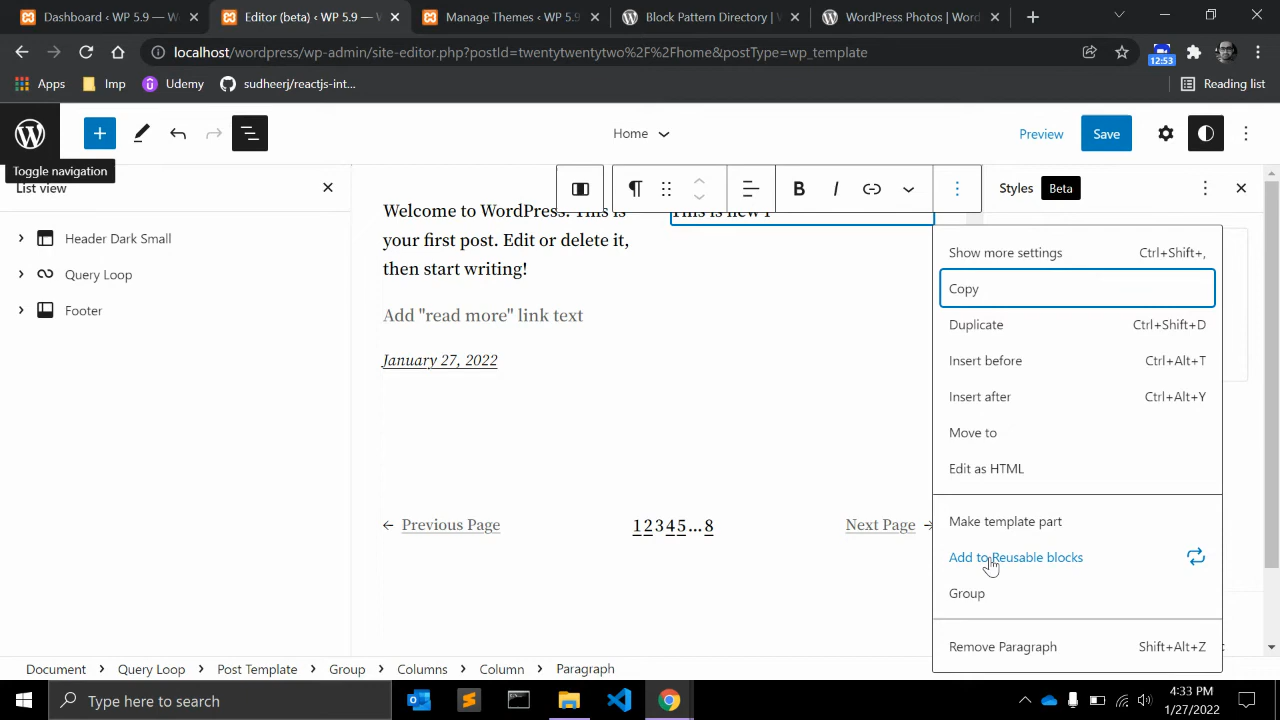 Dashboard ‹ WP 5.9 — W
Editor (beta) ‹ WP 5.9 —
Manage Themes ‹ WP 5.9
Block Pattern Directory | W
WordPress Photos | Word
localhost/wordpress/wp-admin/site-editor.php?postId=twentytwentytwo%2F%2Fhome&postType=wp_template
12:53
Apps
Imp
Udemy
sudheerj/reactjs-int...
Reading list
Home
Preview
Save
Toggle navigation
List view
Styles
Beta
Header Dark Small
Query Loop
Footer
Welcome to WordPress. This is
your first post. Edit or delete it,
then start writing!
Add "read more" link text
January 27, 2022
This is new
Previous Page
1 2 3 4 5 ... 8
Next Page
Show more settings Ctrl+Shift+,
Copy
Duplicate Ctrl+Shift+D
Insert before Ctrl+Alt+T
Insert after Ctrl+Alt+Y
Move to
Edit as HTML
Make template part
Add to Reusable blocks
Group
Remove Paragraph Shift+Alt+Z
Document › Query Loop › Post Template › Group › Columns › Column › Paragraph
Type here to search
4:33 PM
1/27/2022